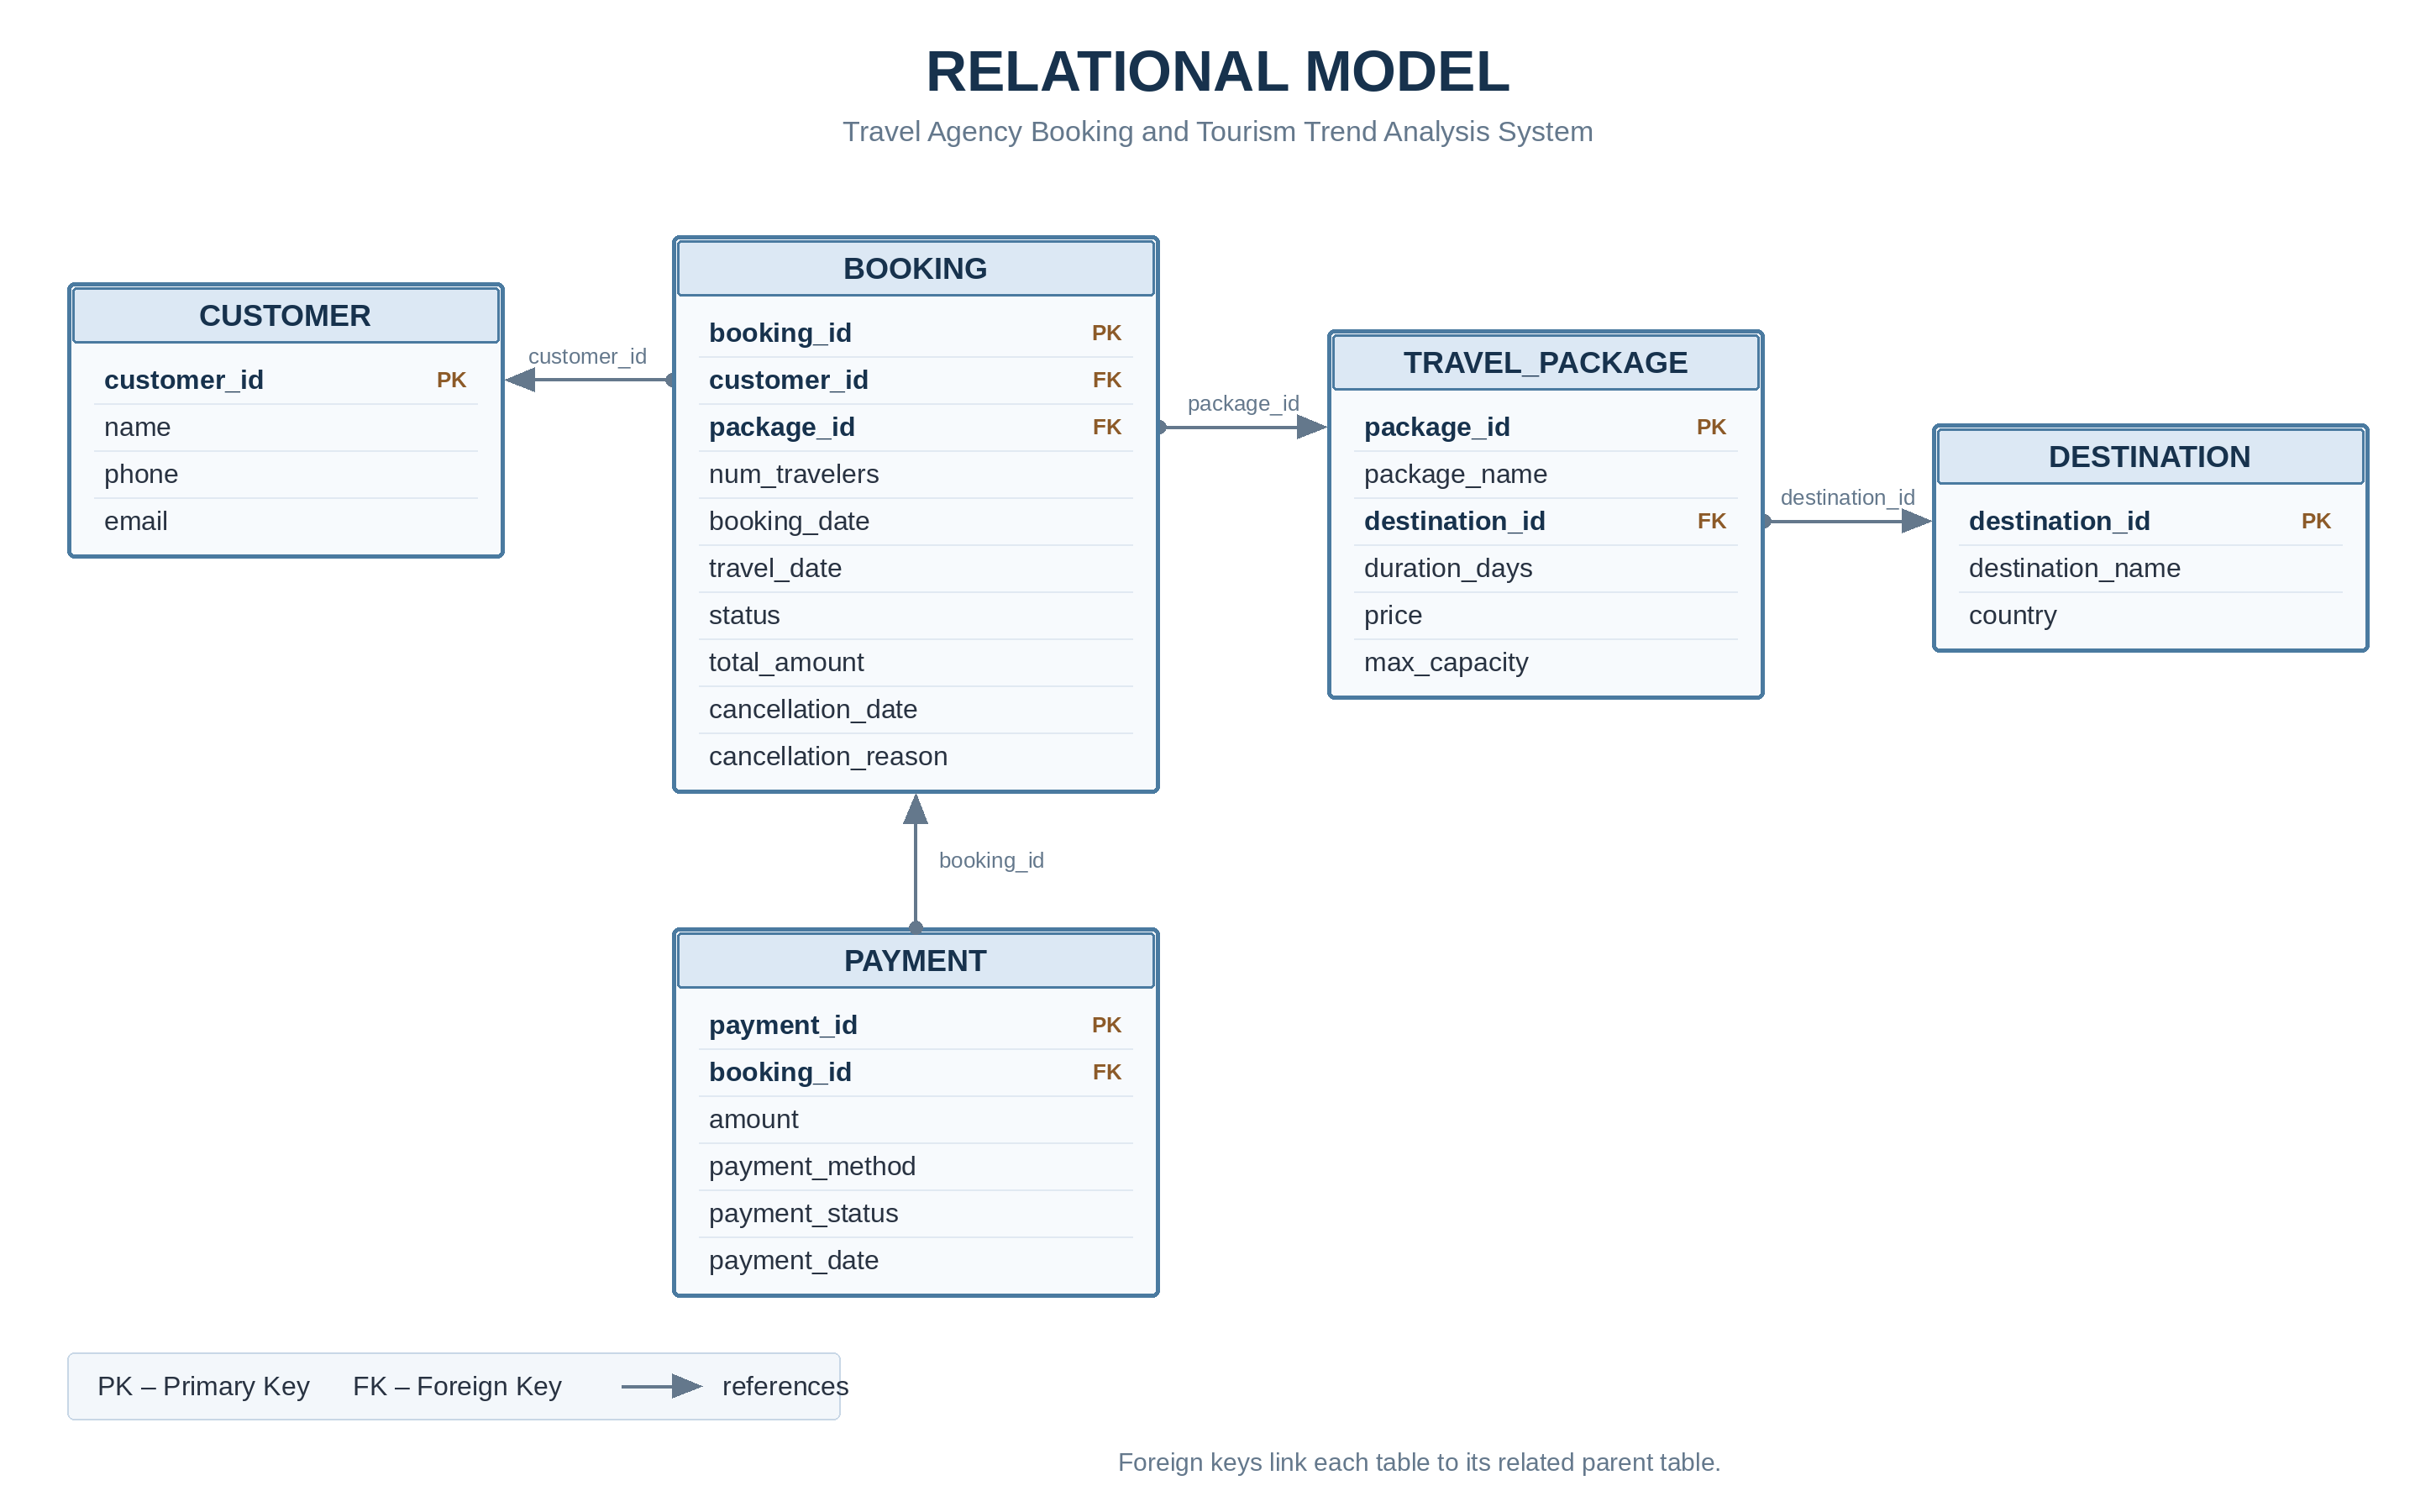 RELATIONAL MODEL
Travel Agency Booking and Tourism Trend Analysis System
CUSTOMER
customer_id PK
name
phone
email
customer_id
BOOKING
booking_id PK
customer_id FK
package_id FK
num_travelers
booking_date
travel_date
status
total_amount
cancellation_date
cancellation_reason
package_id
TRAVEL_PACKAGE
package_id PK
package_name
destination_id FK
duration_days
price
max_capacity
destination_id
DESTINATION
destination_id PK
destination_name
country
booking_id
PAYMENT
payment_id PK
booking_id FK
amount
payment_method
payment_status
payment_date
PK – Primary Key FK – Foreign Key references
Foreign keys link each table to its related parent table.